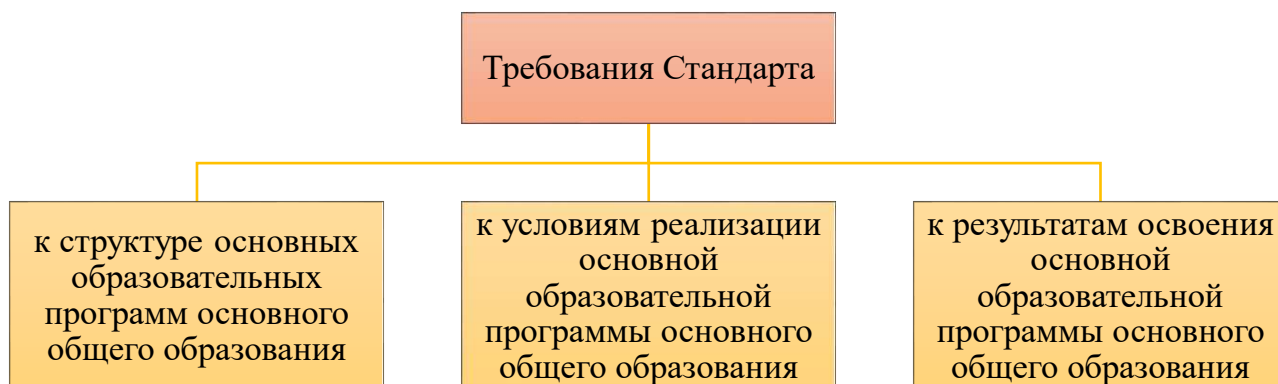 Требования Стандарта
к структуре основных
образовательных
программ основного
общего образования
к условиям реализации
основной
образовательной
программы основного
общего образования
к результатам освоения
основной
образовательной
программы основного
общего образования